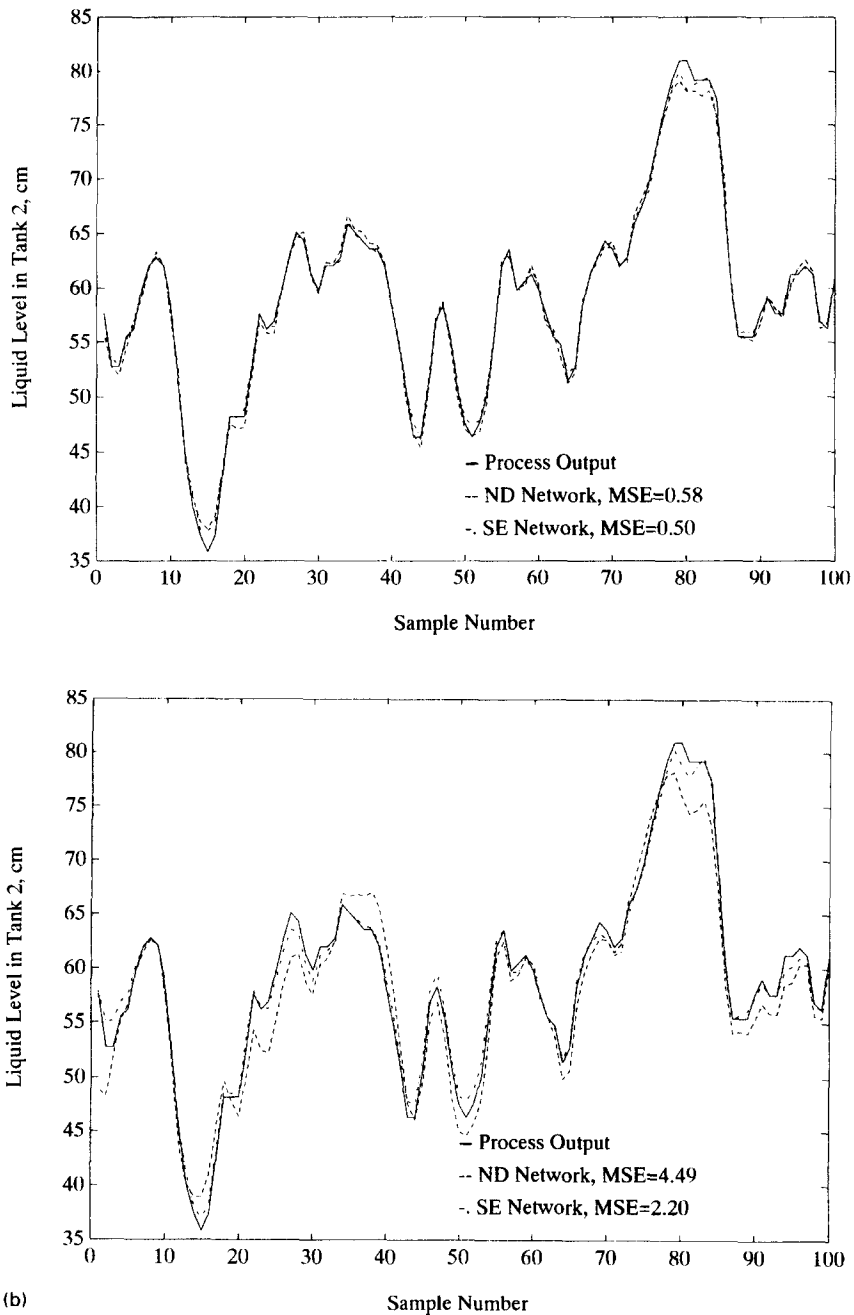 85
80
75
70
65
60
55
50
45
40
35
Liquid Level in Tank 2, cm
Process Output
ND Network, MSE=0.58
SE Network, MSE=0.50
0 10 20 30 40 50 60 70 80 90 100
Sample Number
85
80
75
70
65
60
55
50
45
40
35
Liquid Level in Tank 2, cm
Process Output
ND Network, MSE=4.49
SE Network, MSE=2.20
0 10 20 30 40 50 60 70 80 90 100
(b)
Sample Number